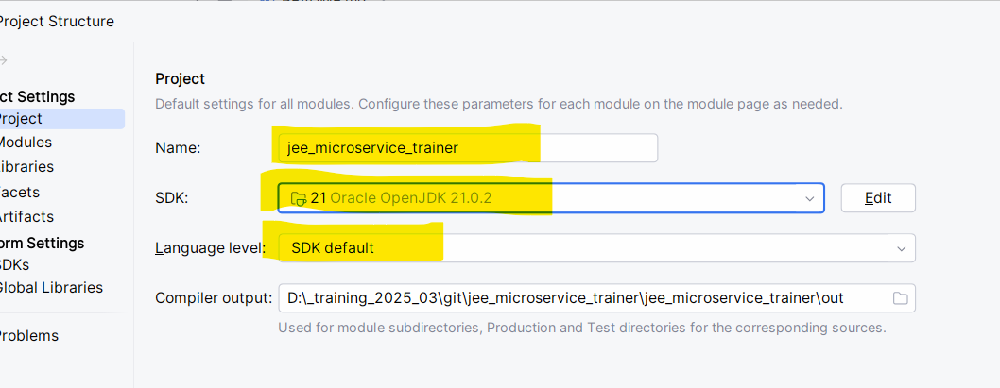 Project Structure
ct Settings
Project
Modules
ibraries
acets
rtifacts
orm Settings
SDKs
Global Libraries
Problems
Project
Default settings for all modules. Configure these parameters for each module on the module page as needed.
Name: jee_microservice_trainer
SDK: 21 Oracle OpenJDK 21.0.2 Edit
Language level: SDK default
Compiler output: D:\_training_2025_03\git\jee_microservice_trainer\jee_microservice_trainer\out
Used for module subdirectories, Production and Test directories for the corresponding sources.